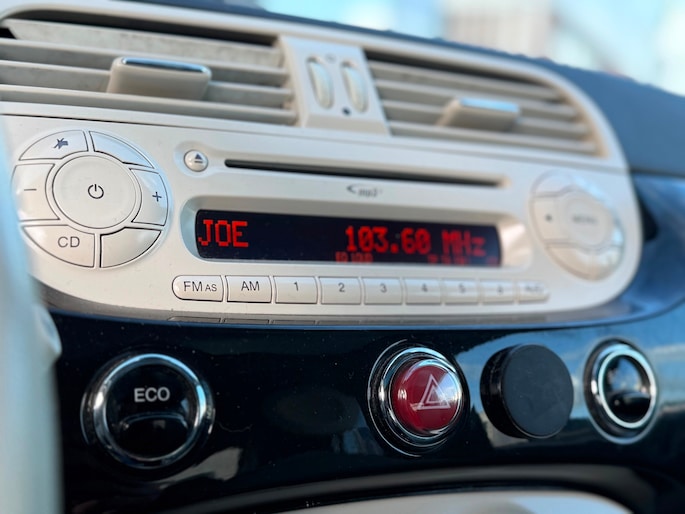 mp3
JOE 103.60 MHz
CD
FM AS AM 1 2 3 4 5 6
MENU
ECO